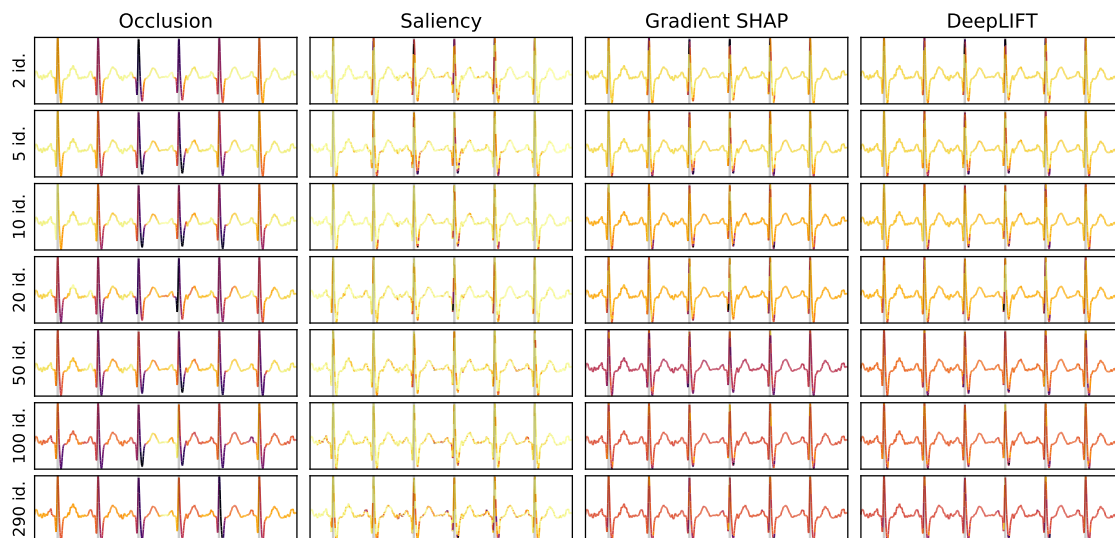 Occlusion Saliency Gradient SHAP DeepLIFT
2 id.
5 id.
10 id.
20 id.
50 id.
100 id.
290 id.